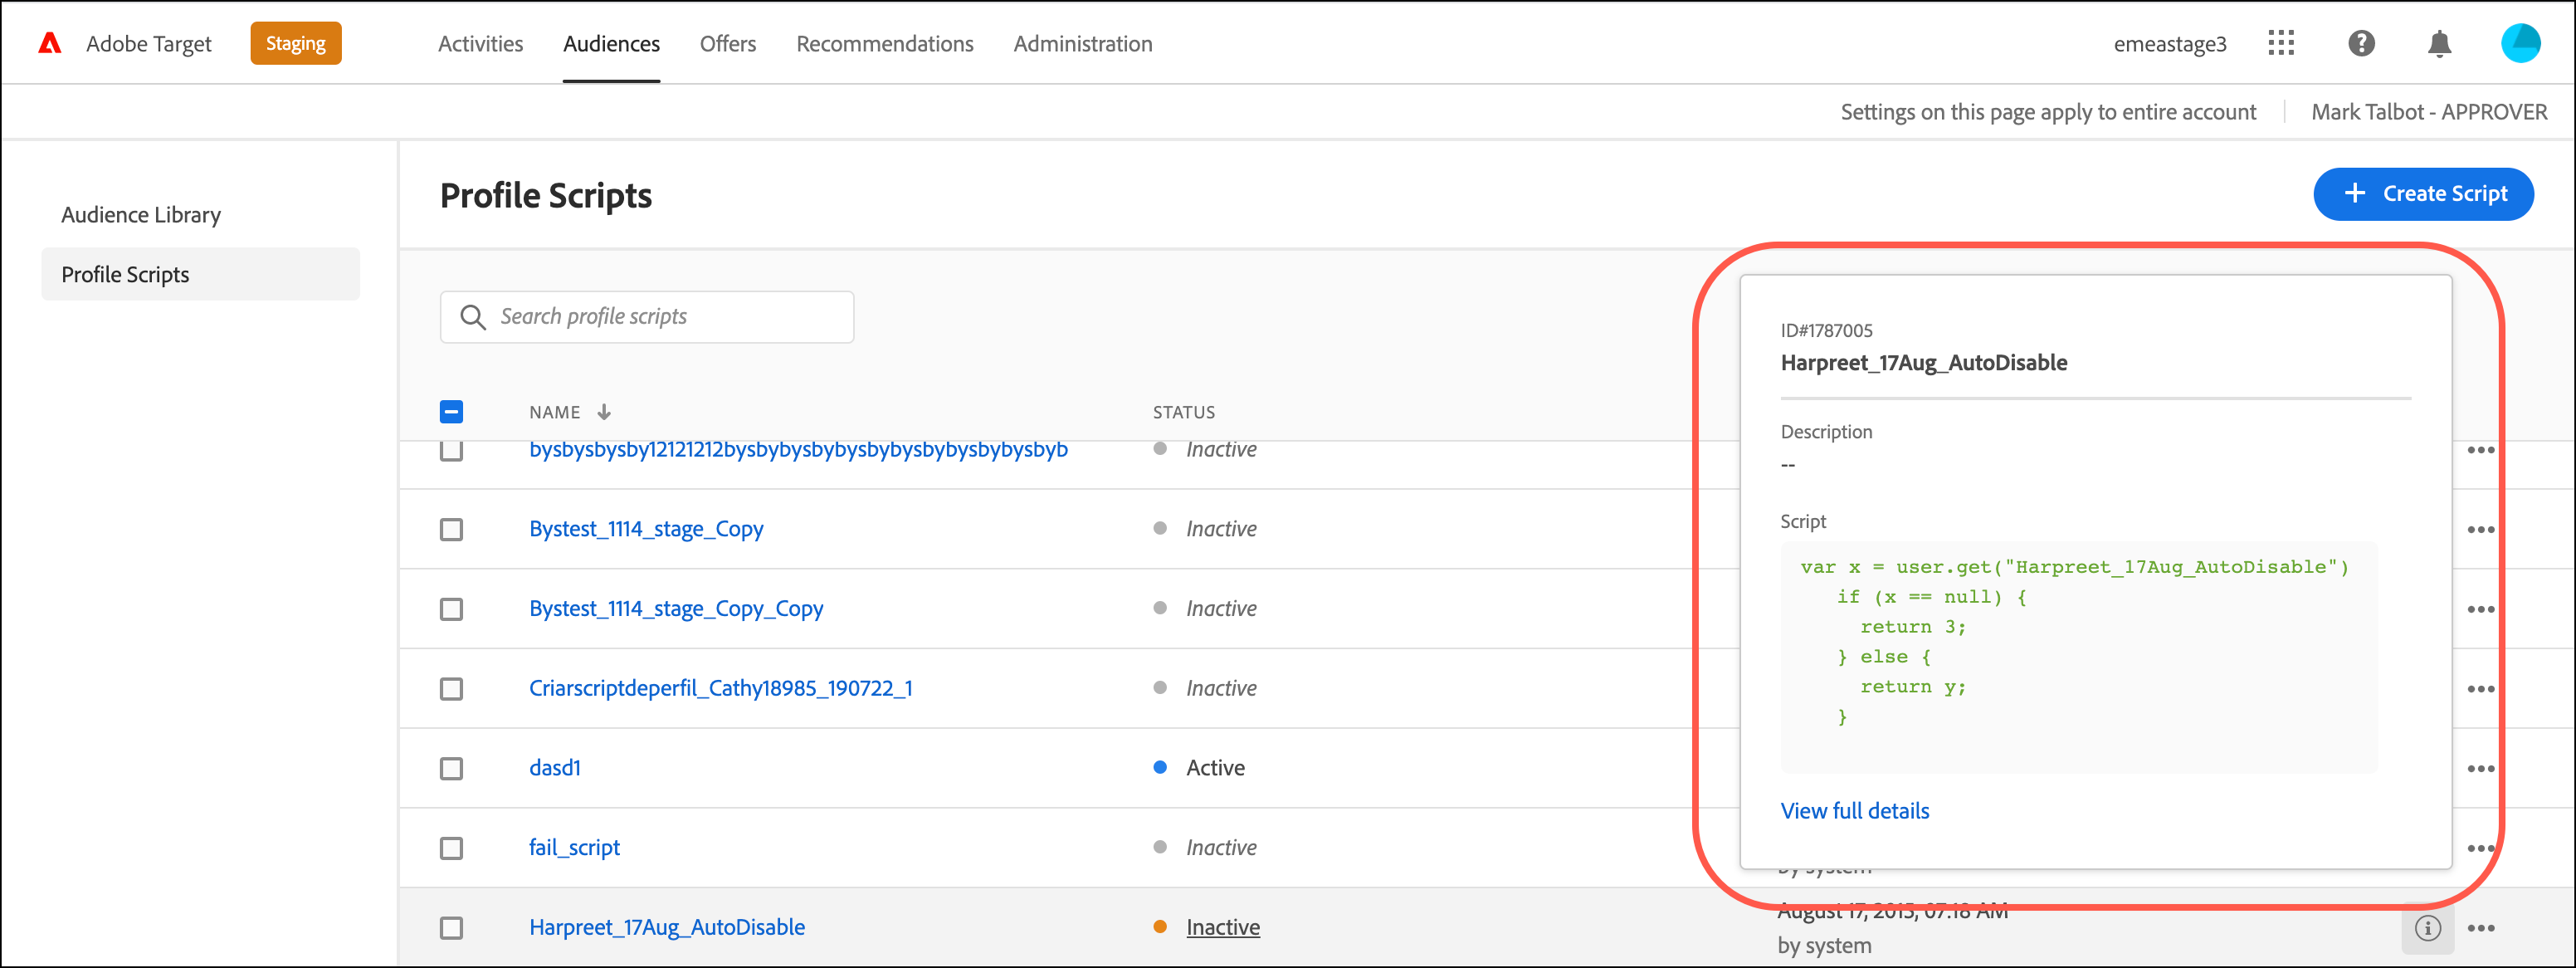 Adobe Target Staging Activities Audiences Offers Recommendations Administration emeastage3
Settings on this page apply to entire account Mark Talbot - APPROVER
Audience Library
Profile Scripts
Profile Scripts
+ Create Script
Search profile scripts
NAME STATUS
bysbysbysby12121212bysbybysbybysbybysbybysbybysbyb Inactive
Bystest_1114_stage_Copy Inactive
Bystest_1114_stage_Copy_Copy Inactive
Criarscriptdeperfil_Cathy18985_190722_1 Inactive
dasd1 Active
fail_script Inactive
by system
Harpreet_17Aug_AutoDisable Inactive
August 17, 2015, 07:18 AM
by system
ID#1787005
Harpreet_17Aug_AutoDisable
Description
--
Script
var x = user.get("Harpreet_17Aug_AutoDisable")
if (x == null) {
return 3;
} else {
return y;
}
View full details